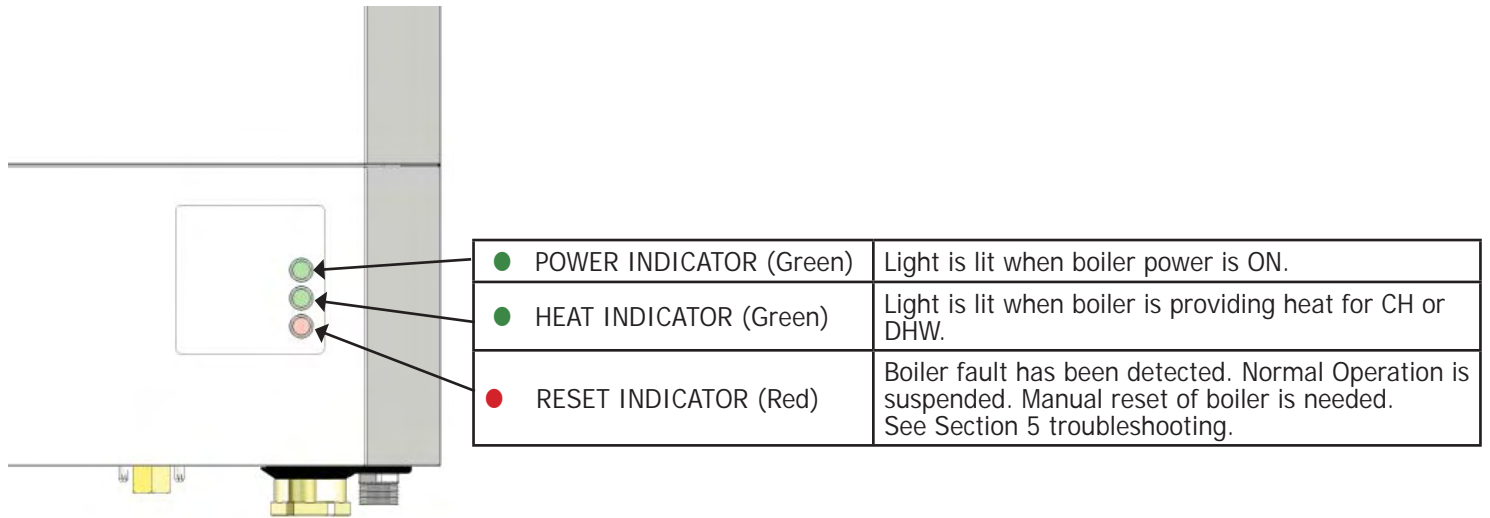 POWER INDICATOR (Green)
Light is lit when boiler power is ON.
HEAT INDICATOR (Green)
Light is lit when boiler is providing heat for CH or
DHW.
RESET INDICATOR (Red)
Boiler fault has been detected. Normal Operation is
suspended. Manual reset of boiler is needed.
See Section 5 troubleshooting.